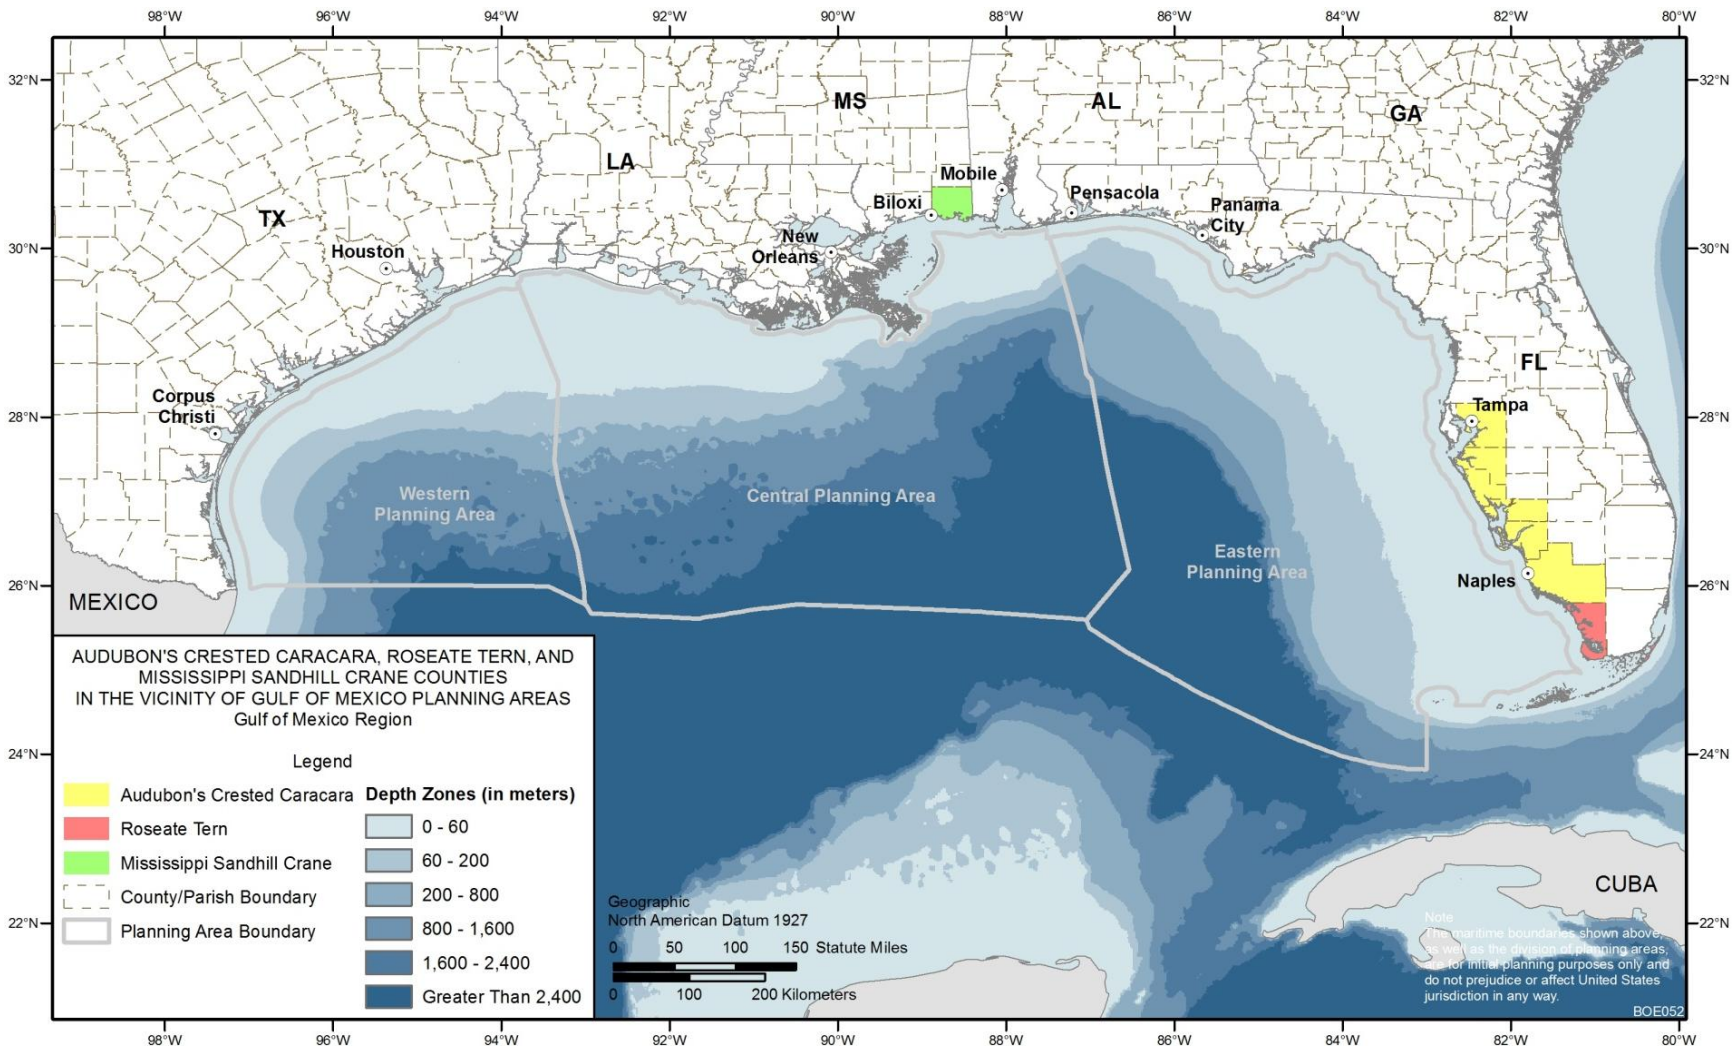 98°W 96°W 94°W 92°W 90°W 88°W 86°W 84°W 82°W 80°W
32°N 32°N
30°N 30°N
28°N 28°N
26°N 26°N
24°N 24°N
22°N 22°N
MS
AL
GA
LA
TX
FL
Mobile
Biloxi
Pensacola
Panama
City
New
Orleans
Houston
Corpus
Christi
Tampa
Naples
Western
Planning Area
Central Planning Area
Eastern
Planning Area
MEXICO
CUBA
AUDUBON'S CRESTED CARACARA, ROSEATE TERN, AND
MISSISSIPPI SANDHILL CRANE COUNTIES
IN THE VICINITY OF GULF OF MEXICO PLANNING AREAS
Gulf of Mexico Region
Legend
Audubon's Crested Caracara
Roseate Tern
Mississippi Sandhill Crane
County/Parish Boundary
Planning Area Boundary
Depth Zones (in meters)
0 - 60
60 - 200
200 - 800
800 - 1,600
1,600 - 2,400
Greater Than 2,400
Geographic
North American Datum 1927
0 50 100 150 Statute Miles
0 100 200 Kilometers
Note
The maritime boundaries shown above,
as well as the division of planning areas,
are for initial planning purposes only and
do not prejudice or affect United States
jurisdiction in any way.
BOE052
98°W 96°W 94°W 92°W 90°W 88°W 86°W 84°W 82°W 80°W